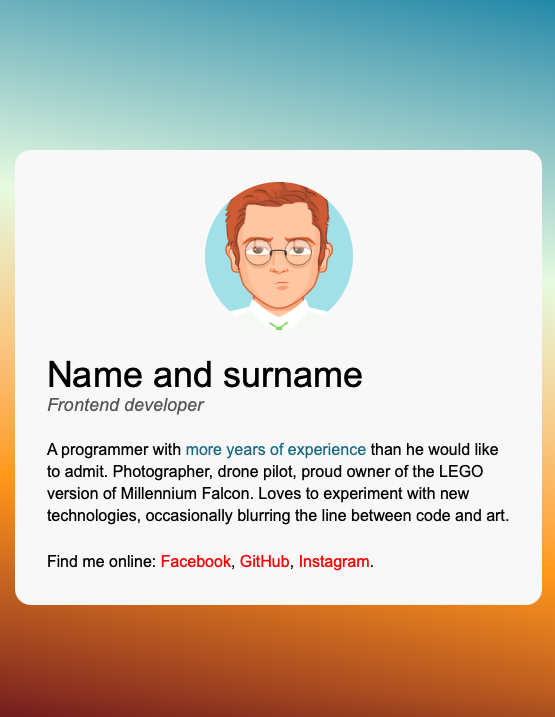 Name and surname
Frontend developer
A programmer with more years of experience than he would like
to admit. Photographer, drone pilot, proud owner of the LEGO
version of Millennium Falcon. Loves to experiment with new
technologies, occasionally blurring the line between code and art.
Find me online: Facebook, GitHub, Instagram.